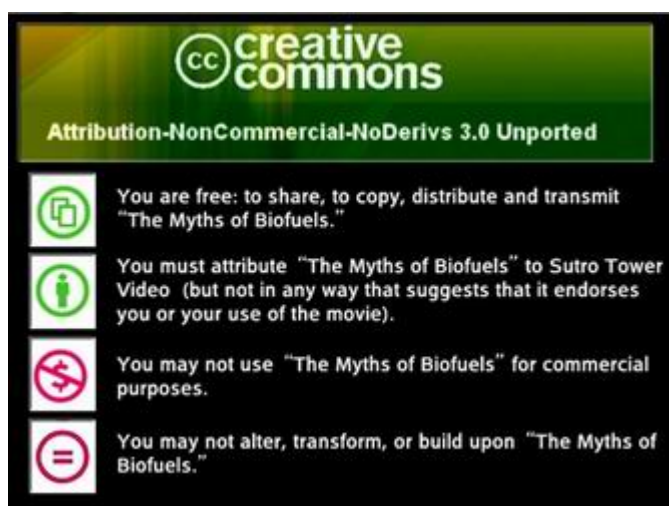 cc creative
commons
Attribution-NonCommercial-NoDerivs 3.0 Unported
You are free: to share, to copy, distribute and transmit
“The Myths of Biofuels.”
You must attribute “The Myths of Biofuels” to Sutro Tower
Video (but not in any way that suggests that it endorses
you or your use of the movie).
$
You may not use “The Myths of Biofuels” for commercial
purposes.
=
You may not alter, transform, or build upon “The Myths of
Biofuels.”